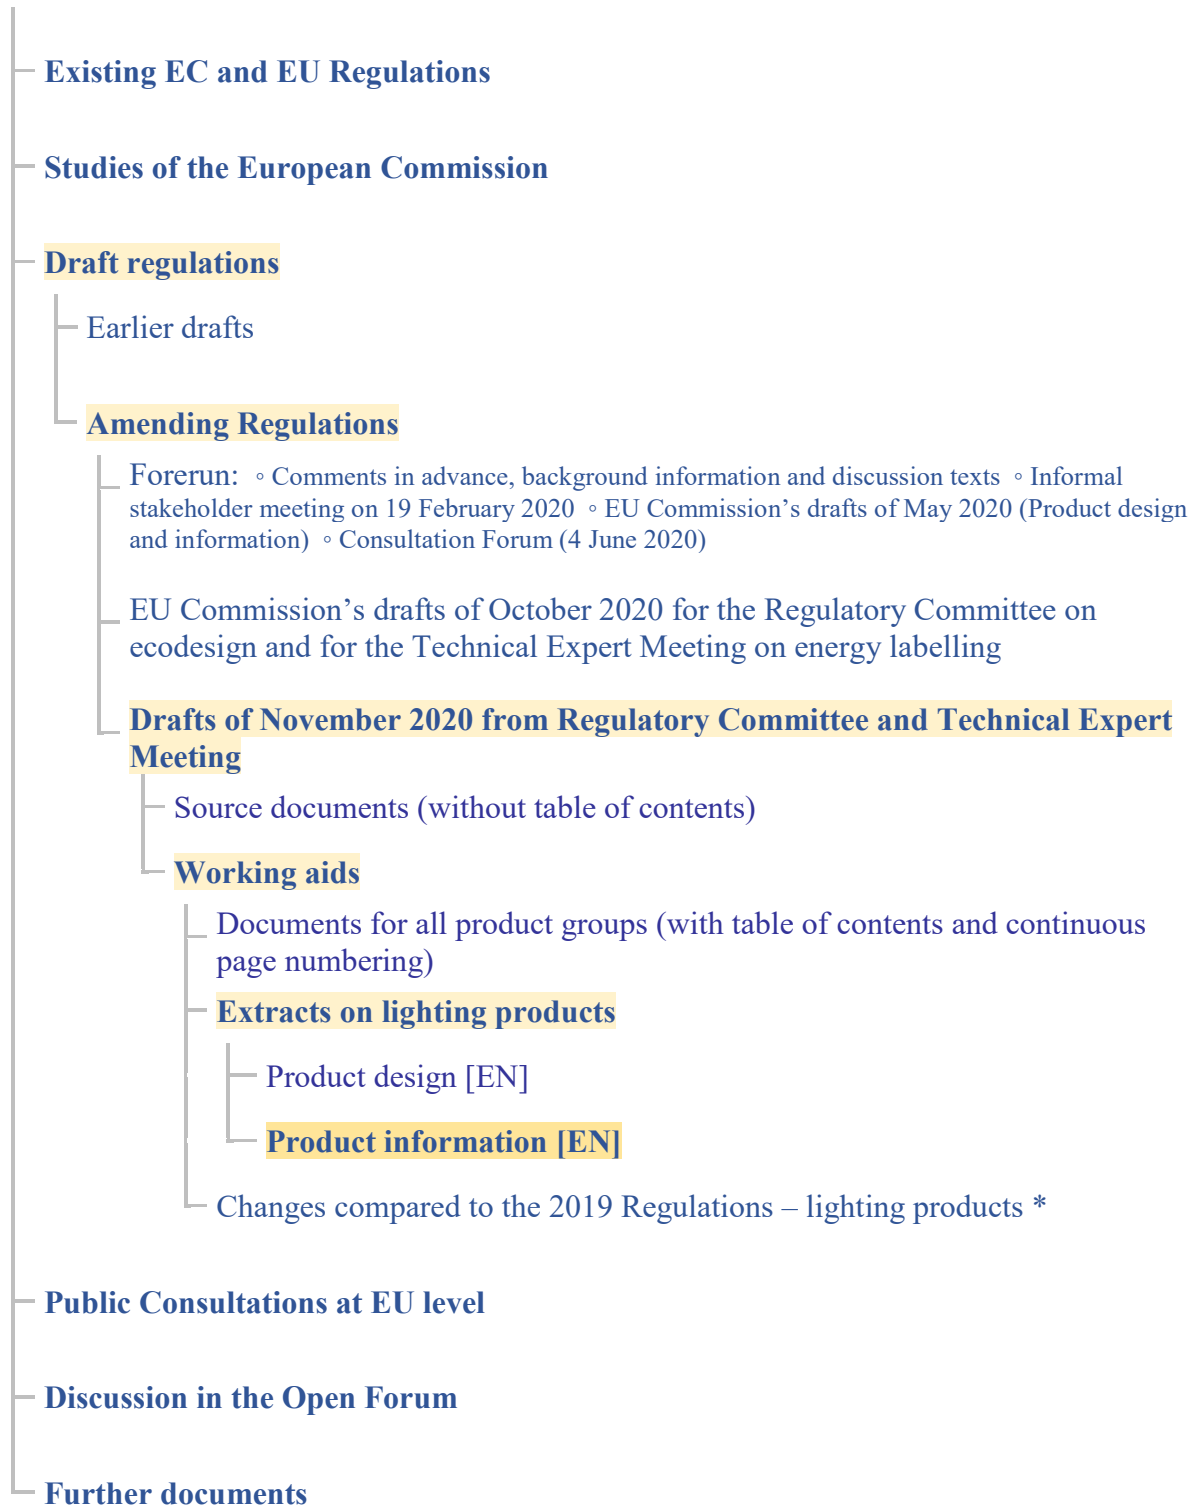 Existing EC and EU Regulations
Studies of the European Commission
Draft regulations
Earlier drafts
Amending Regulations
Forerun: ◦ Comments in advance, background information and discussion texts ◦ Informal
stakeholder meeting on 19 February 2020 ◦ EU Commission’s drafts of May 2020 (Product design
and information) ◦ Consultation Forum (4 June 2020)
EU Commission’s drafts of October 2020 for the Regulatory Committee on
ecodesign and for the Technical Expert Meeting on energy labelling
Drafts of November 2020 from Regulatory Committee and Technical Expert
Meeting
Source documents (without table of contents)
Working aids
Documents for all product groups (with table of contents and continuous
page numbering)
Extracts on lighting products
Product design [EN]
Product information [EN]
Changes compared to the 2019 Regulations – lighting products *
Public Consultations at EU level
Discussion in the Open Forum
Further documents